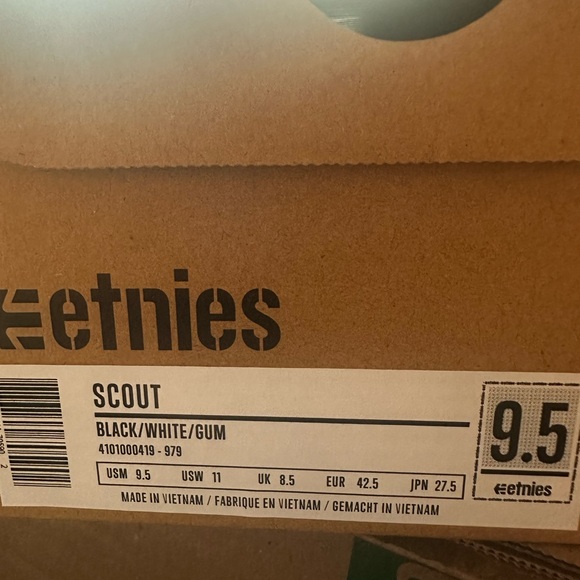 etnies
SCOUT
BLACK/WHITE/GUM
4101000419 - 979
USM 9.5 USW 11 UK 8.5 EUR 42.5 JPN 27.5
MADE IN VIETNAM / FABRIQUE EN VIETNAM / GEMACHT IN VIETNAM
9.5
etnies